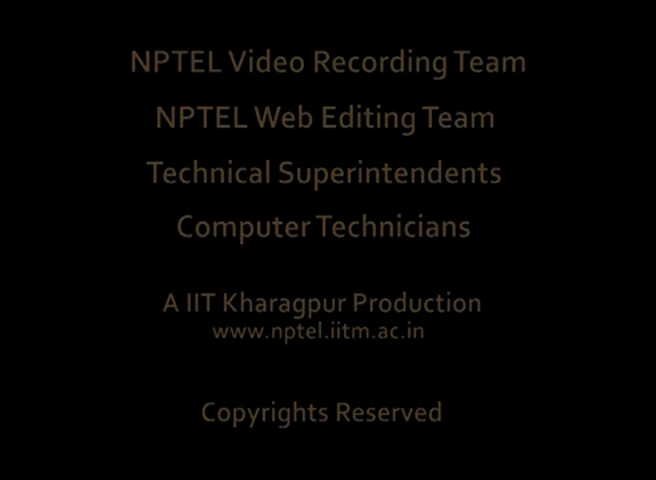 NPTEL Video Recording Team
NPTEL Web Editing Team
Technical Superintendents
Computer Technicians
A IIT Kharagpur Production
www.nptel.iitm.ac.in
Copyrights Reserved